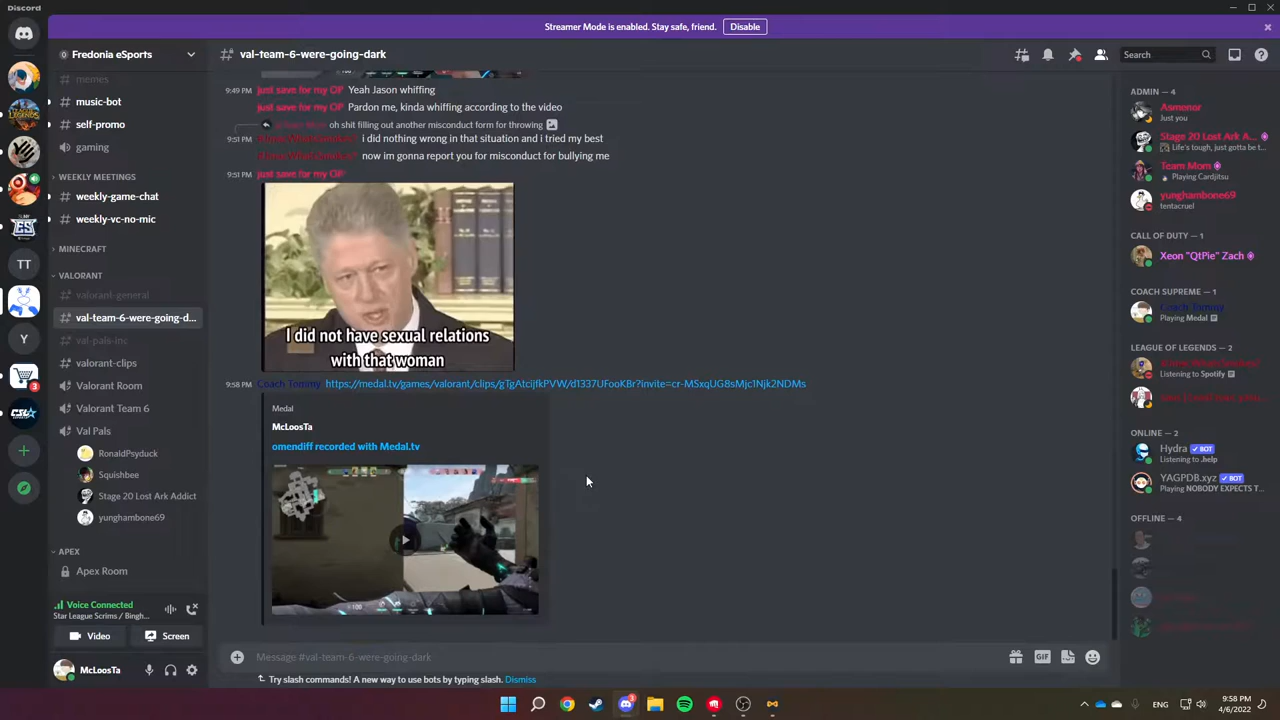 Discord
Streamer Mode is enabled. Stay safe, friend. Disable
Fredonia eSports
memes
music-bot
self-promo
gaming
WEEKLY MEETINGS
weekly-game-chat
weekly-vc-no-mic
MINECRAFT
TT
VALORANT
valorant-general
val-team-6-were-going-d...
val-pals-inc
Y
valorant-clips
3
Valorant Room
Valorant Team 6
Val Pals
RonaldPsyduck
Squishbee
Stage 20 Lost Ark Addict
yunghambone69
APEX
Apex Room
Voice Connected
Star League Scrims / Bingh...
Video
Screen
McLoosTa
val-team-6-were-going-dark
Search
9:49 PM just save for my OP Yeah Jason whiffing
just save for my OP Pardon me, kinda whiffing according to the video
oh shit filling out another misconduct form for throwing
9:51 PM i did nothing wrong in that situation and i tried my best
now im gonna report you for misconduct for bullying me
9:51 PM just save for my OP
I did not have sexual relations
with that woman
9:58 PM Coach Tommy https://medal.tv/games/valorant/clips/gTgAtcijfkPVW/d1337UFooKBr?invite=cr-MSxqUG8sMjc1Njk2NDMs
Medal
McLoosTa
omendiff recorded with Medal.tv
100
Message #val-team-6-were-going-dark
GIF
Try slash commands! A new way to use bots by typing slash. Dismiss
ADMIN — 4
Asmenor
Just you
Stage 20 Lost Ark A...
Life's tough, just gotta be t...
Team Mom
Playing Cardjitsu
yunghambone69
tentacruel
CALL OF DUTY — 1
Xeon "QtPie" Zach
COACH SUPREME — 1
Coach Tommy
Playing Medal
LEAGUE OF LEGENDS — 2
Listening to Spotify
ONLINE — 2
Hydra BOT
Listening to .help
YAGPDB.xyz BOT
Playing NOBODY EXPECTS T...
OFFLINE — 4
3
ENG
9:58 PM
4/6/2022